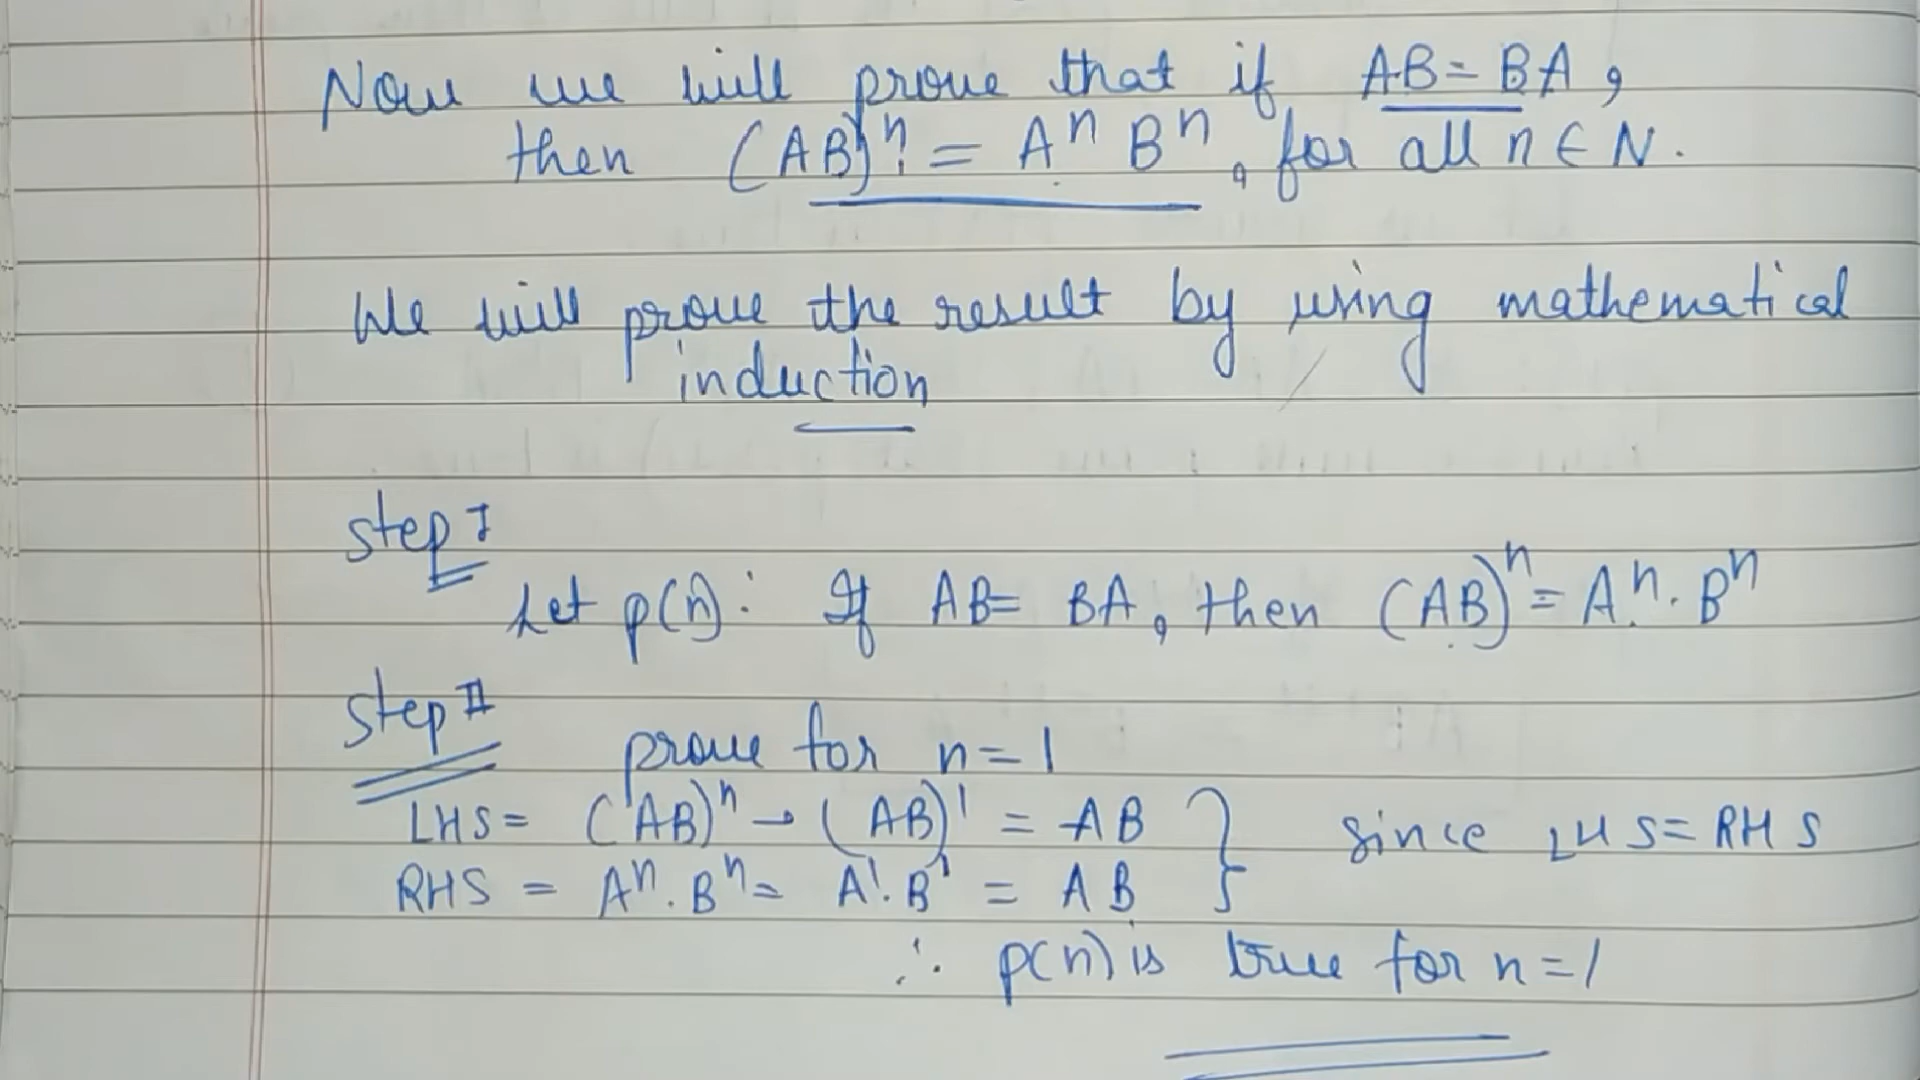 Now we will prove that if AB = BA,
then (AB)ⁿ = Aⁿ Bⁿ, for all n ∈ N.
We will prove the result by using mathematical
induction
Step I
Let p(n): If AB = BA, then (AB)ⁿ = Aⁿ. Bⁿ
Step II
prove for n = 1
LHS = (AB)ⁿ → (AB)¹ = AB } since LHS = RHS
RHS = Aⁿ. Bⁿ = A¹. B¹ = AB
∴ p(n) is true for n = 1